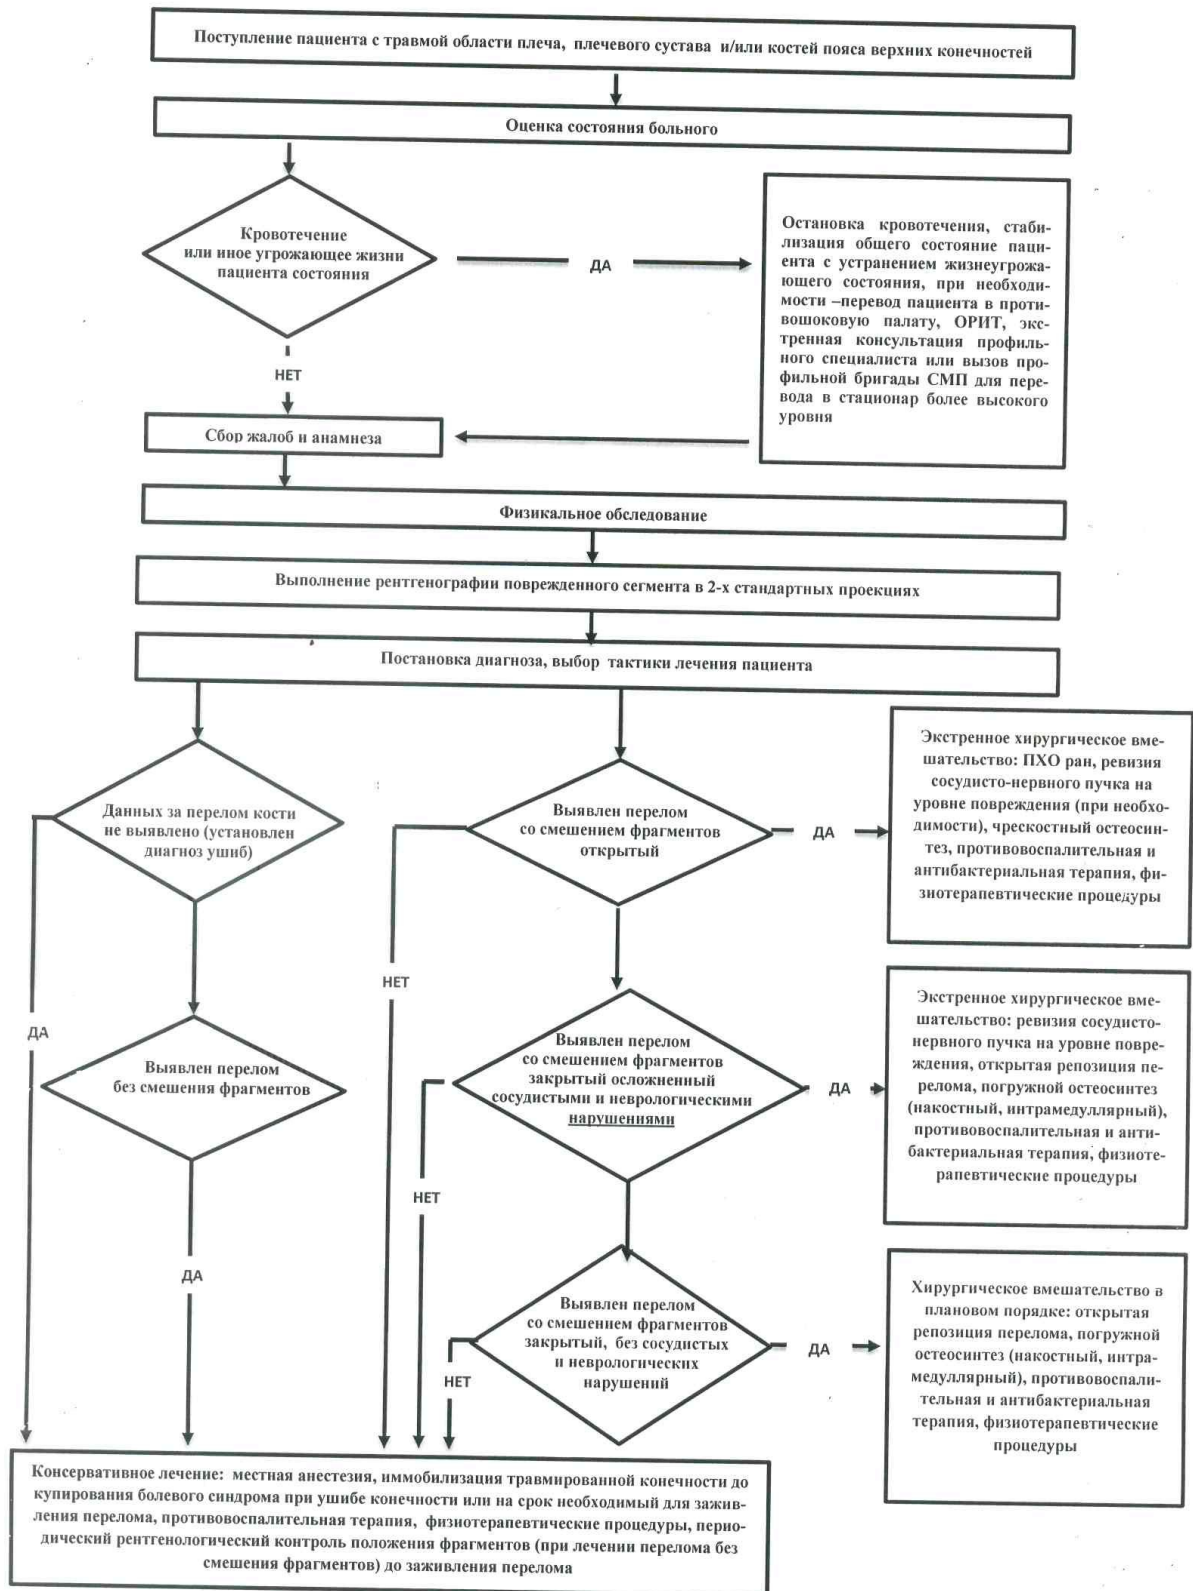 Поступление пациента с травмой области плеча, плечевого сустава и/или костей пояса верхних конечностей
Оценка состояния больного
Кровотечение
или иное угрожающее жизни
пациента состояния
ДА
Остановка кровотечения, стаби-
лизация общего состояние паци-
ента с устранением жизнеугрожа-
ющего состояния, при необходи-
мости –перевод пациента в проти-
вошоковую палату, ОРИТ, экс-
тренная консультация профиль-
ного специалиста или вызов про-
фильной бригады СМП для пере-
вода в стационар более высокого
уровня
НЕТ
Сбор жалоб и анамнеза
Физикальное обследование
Выполнение рентгенографии поврежденного сегмента в 2-х стандартных проекциях
Постановка диагноза, выбор тактики лечения пациента
Данных за перелом кости
не выявлено (установлен
диагноз ушиб)
Выявлен перелом
со смешением фрагментов
открытый
ДА
Экстренное хирургическое вме-
шательство: ПХО ран, ревизия
сосудисто-нервного пучка на
уровне повреждения (при необхо-
димости), чрескостный остеосин-
тез, противовоспалительная и
антибактериальная терапия, фи-
зиотерапевтические процедуры
НЕТ
ДА
Выявлен перелом
без смешения фрагментов
Выявлен перелом
со смешением фрагментов
закрытый осложненный
сосудистыми и неврологическими
нарушениями
ДА
Экстренное хирургическое вме-
шательство: ревизия сосудисто-
нервного пучка на уровне повре-
ждения, открытая репозиция пе-
релома, погружной остеосинтез
(накостный, интрамедуллярный),
противовоспалительная и анти-
бактериальная терапия, физиоте-
рапевтические процедуры
НЕТ
ДА
Выявлен перелом
со смешением фрагментов
закрытый, без сосудистых
и неврологических
нарушений
НЕТ
ДА
Хирургическое вмешательство в
плановом порядке: открытая
репозиция перелома, погружной
остеосинтез (накостный, интра-
медуллярный), противовоспали-
тельная и антибактериальная
терапия, физиотерапевтические
процедуры
Консервативное лечение: местная анестезия, иммобилизация травмированной конечности до
купирования болевого синдрома при ушибе конечности или на срок необходимый для зажив-
ления перелома, противовоспалительная терапия, физиотерапевтические процедуры, перио-
дический рентгенологический контроль положения фрагментов (при лечении перелома без
смешения фрагментов) до заживления перелома